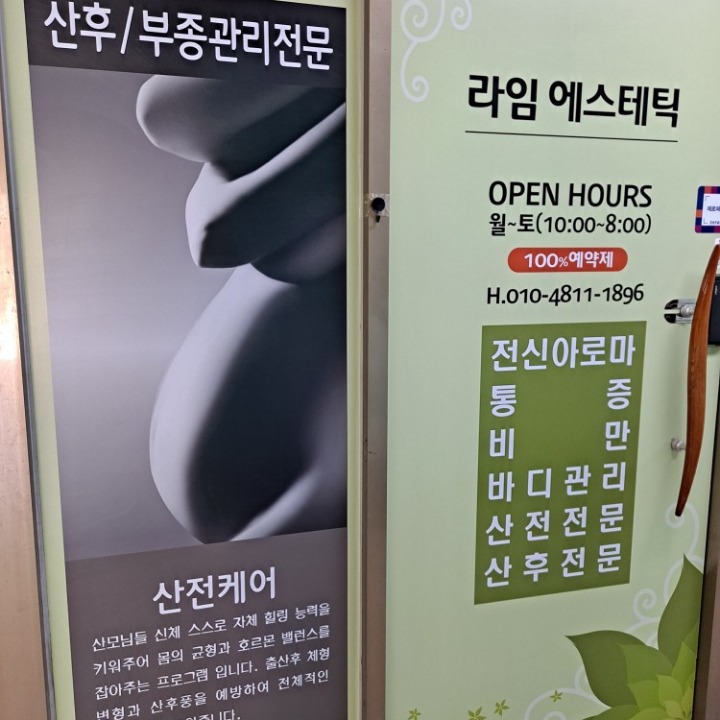 산후/부종관리전문
산전케어
산모님들 신체 스스로 자체 힐링 능력을
키워주어 몸의 균형과 호르몬 밸런스를
잡아주는 프로그램 입니다. 출산후 체형
변형과 산후풍을 예방하여 전체적인
라임 에스테틱
OPEN HOURS
월~토(10:00~8:00)
100%예약제
H.010-4811-1896
전신아로마
통 증
비 만
바디관리
산전전문
산후전문